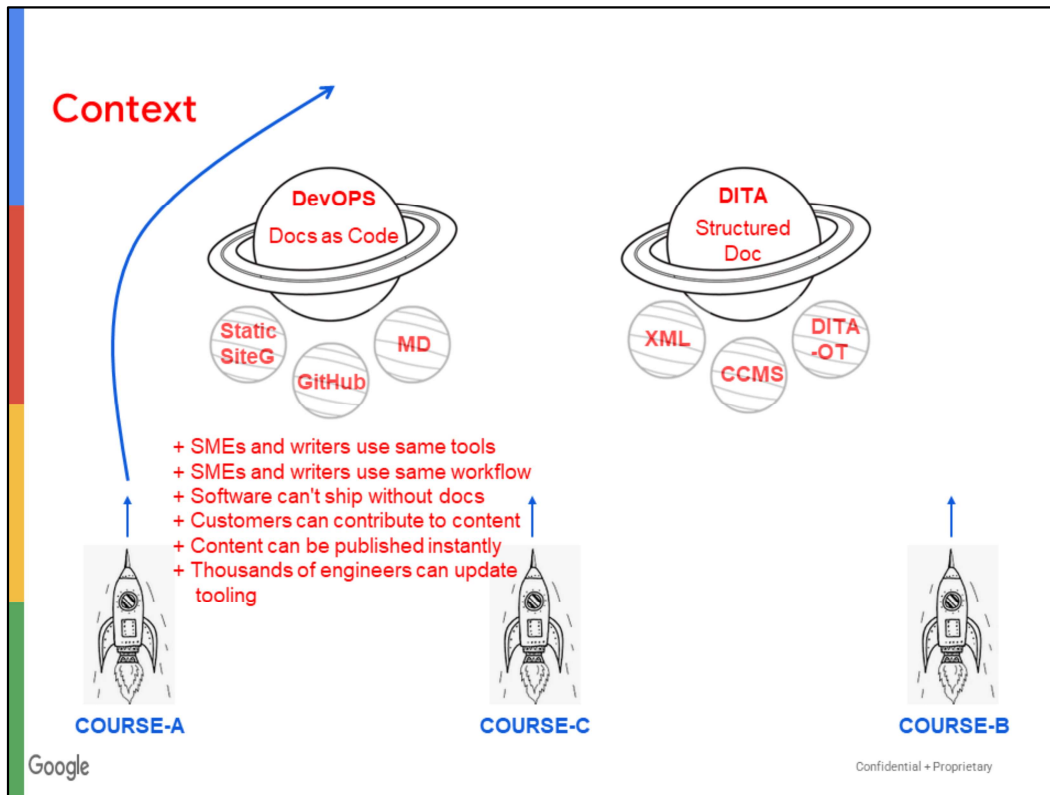 Context
DevOPS
Docs as Code
Static
SiteG
GitHub
MD
DITA
Structured
Doc
XML
CCMS
DITA
-OT
+ SMEs and writers use same tools
+ SMEs and writers use same workflow
+ Software can't ship without docs
+ Customers can contribute to content
+ Content can be published instantly
+ Thousands of engineers can update
tooling
COURSE-A
COURSE-C
COURSE-B
Google
Confidential + Proprietary